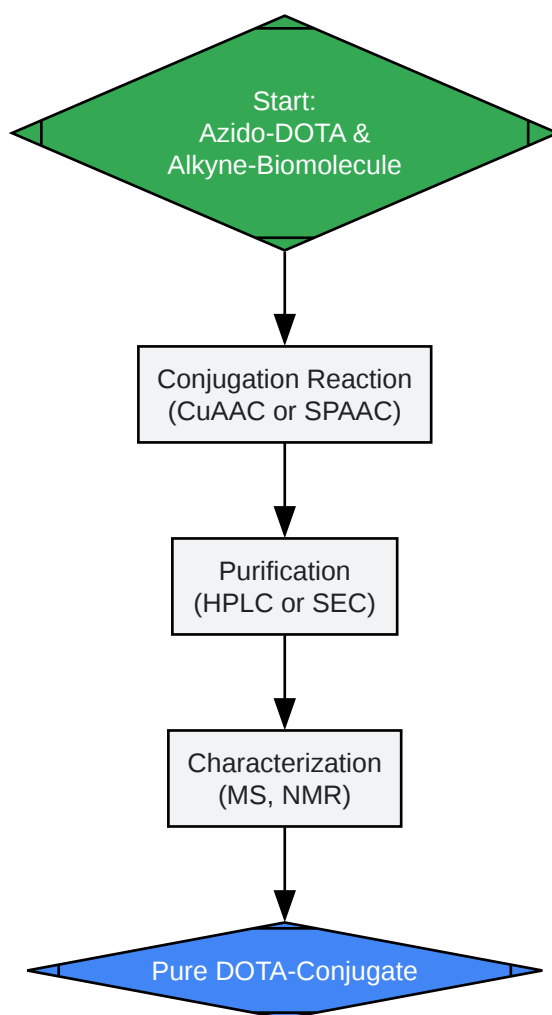 Start:
Azido-DOTA &
Alkyne-Biomolecule
Conjugation Reaction
(CuAAC or SPAAC)
Purification
(HPLC or SEC)
Characterization
(MS, NMR)
Pure DOTA-Conjugate